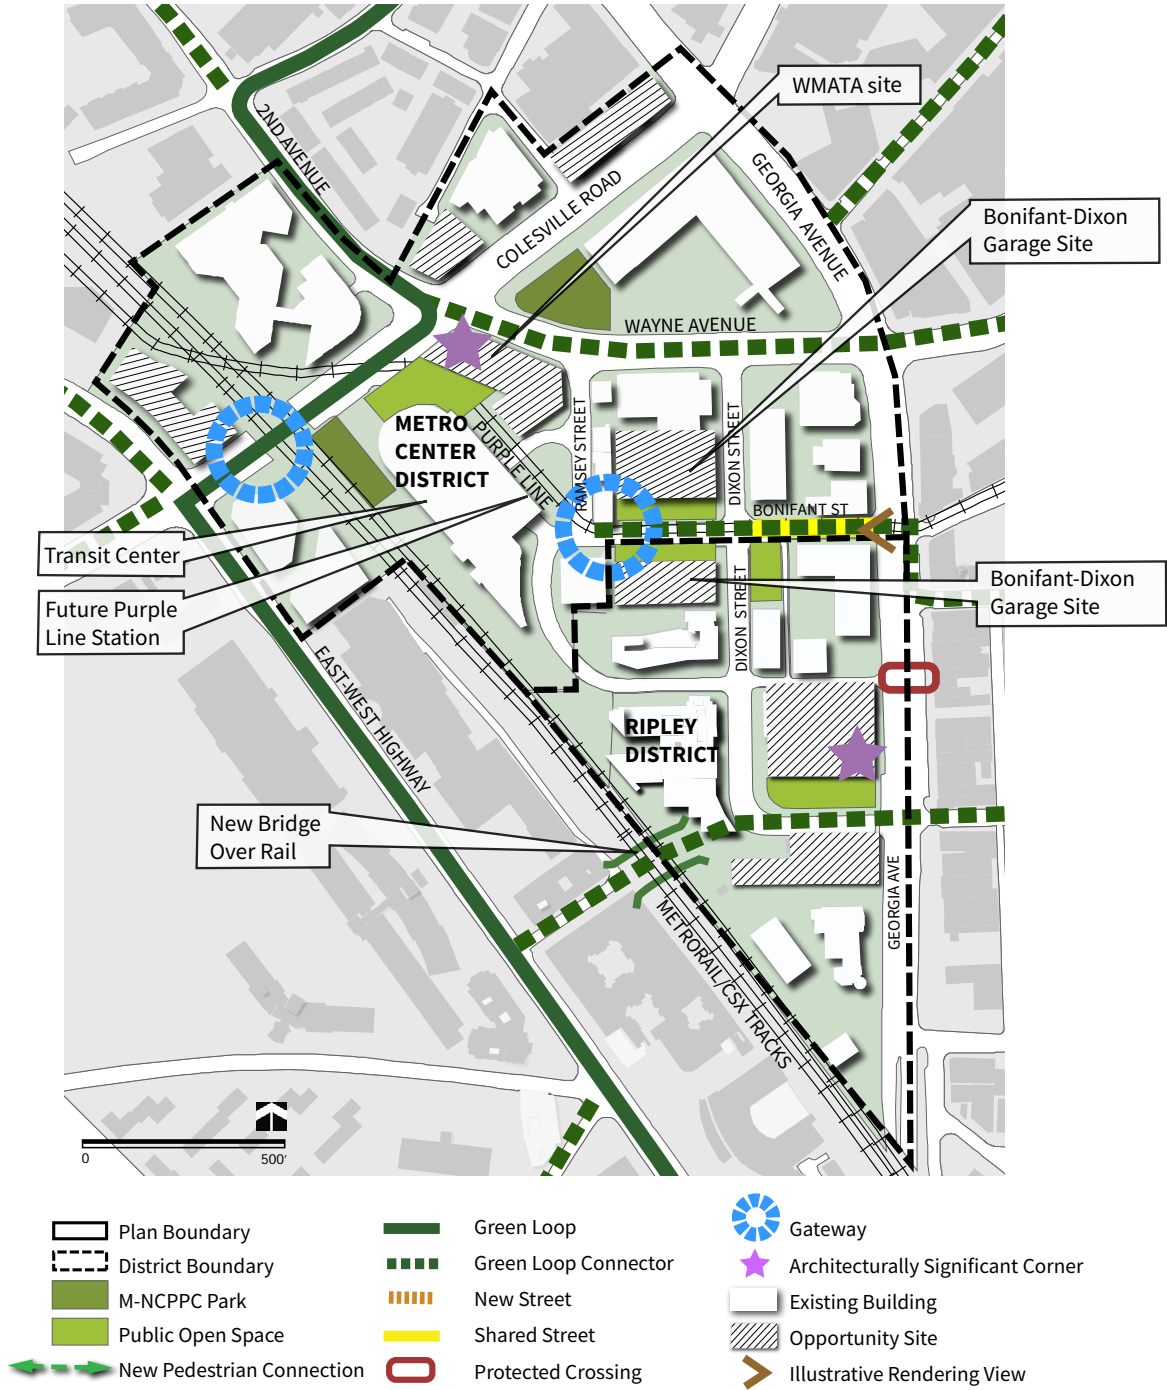 WMATA site
2ND AVENUE
COLESVILLE ROAD
GEORGIA AVENUE
Bonifant-Dixon
Garage Site
WAYNE AVENUE
METRO
CENTER
DISTRICT
PURPLE LINE
RAMSEY STREET
DIXON STREET
BONIFANT ST
Transit Center
Future Purple
Line Station
Bonifant-Dixon
Garage Site
DIXON STREET
EAST-WEST HIGHWAY
RIPLEY
DISTRICT
New Bridge
Over Rail
GEORGIA AVE
METRORAIL/CSX TRACKS
0
500'
Plan Boundary
District Boundary
M-NCPPC Park
Public Open Space
New Pedestrian Connection
Green Loop
Green Loop Connector
New Street
Shared Street
Protected Crossing
Gateway
Architecturally Significant Corner
Existing Building
Opportunity Site
Illustrative Rendering View